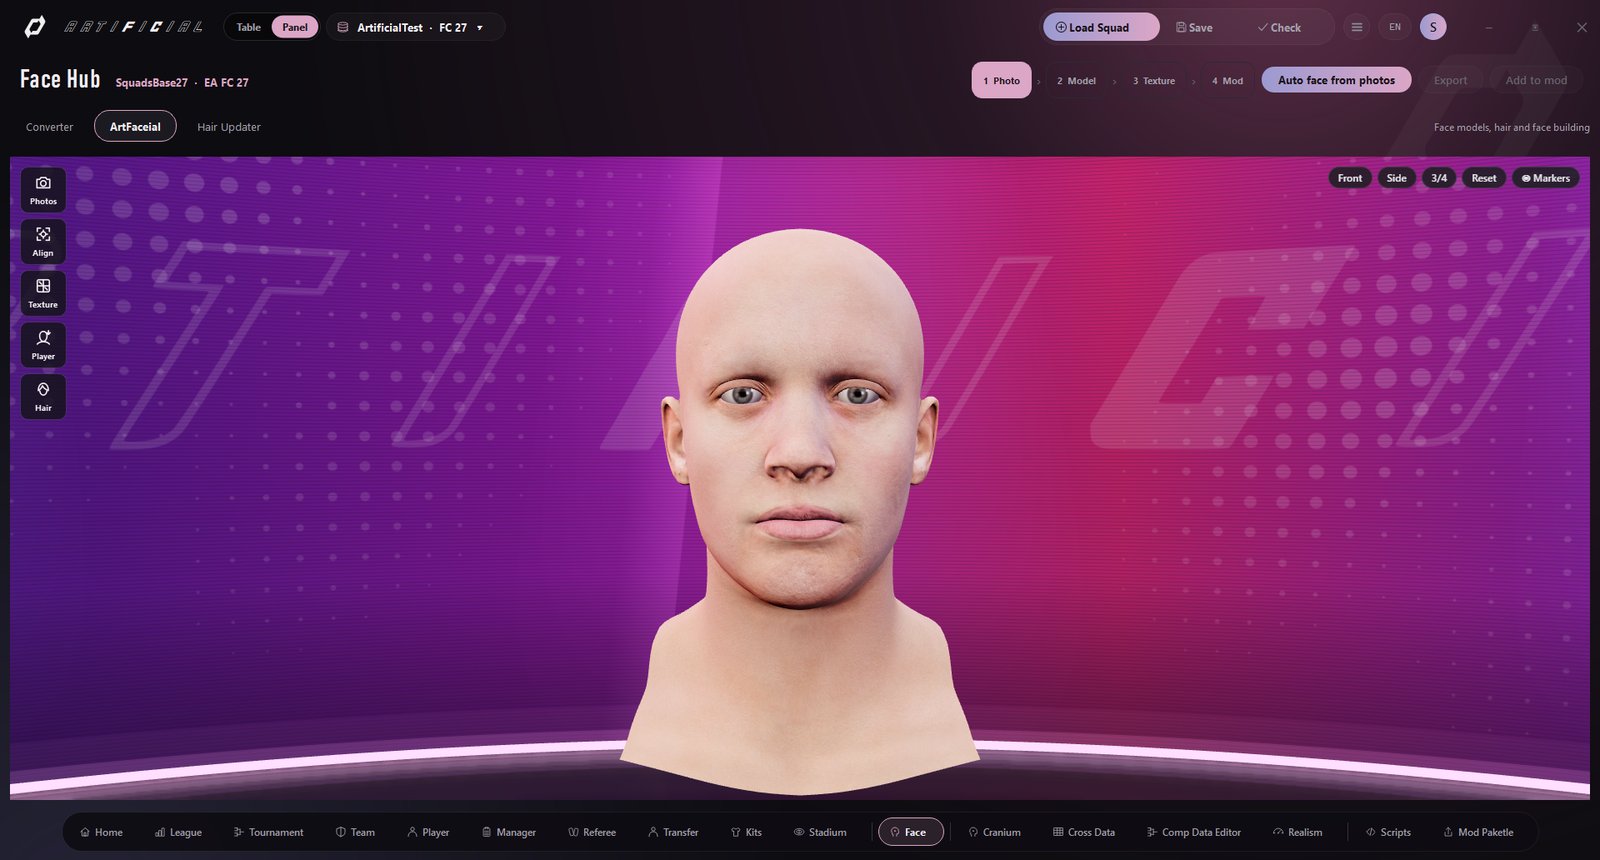 ARTIFICIAL
Table
Panel
ArtificialTest · FC 27
Load Squad
Save
Check
EN
S
Face Hub
SquadsBase27 · EA FC 27
1 Photo
2 Model
3 Texture
4 Mod
Auto face from photos
Export
Add to mod
Converter
ArtFaceial
Hair Updater
Face models, hair and face building
Photos
Align
Texture
Player
Hair
Front
Side
3/4
Reset
Markers
Home
League
Tournament
Team
Player
Manager
Referee
Transfer
Kits
Stadium
Face
Cranium
Cross Data
Comp Data Editor
Realism
Scripts
Mod Paketle